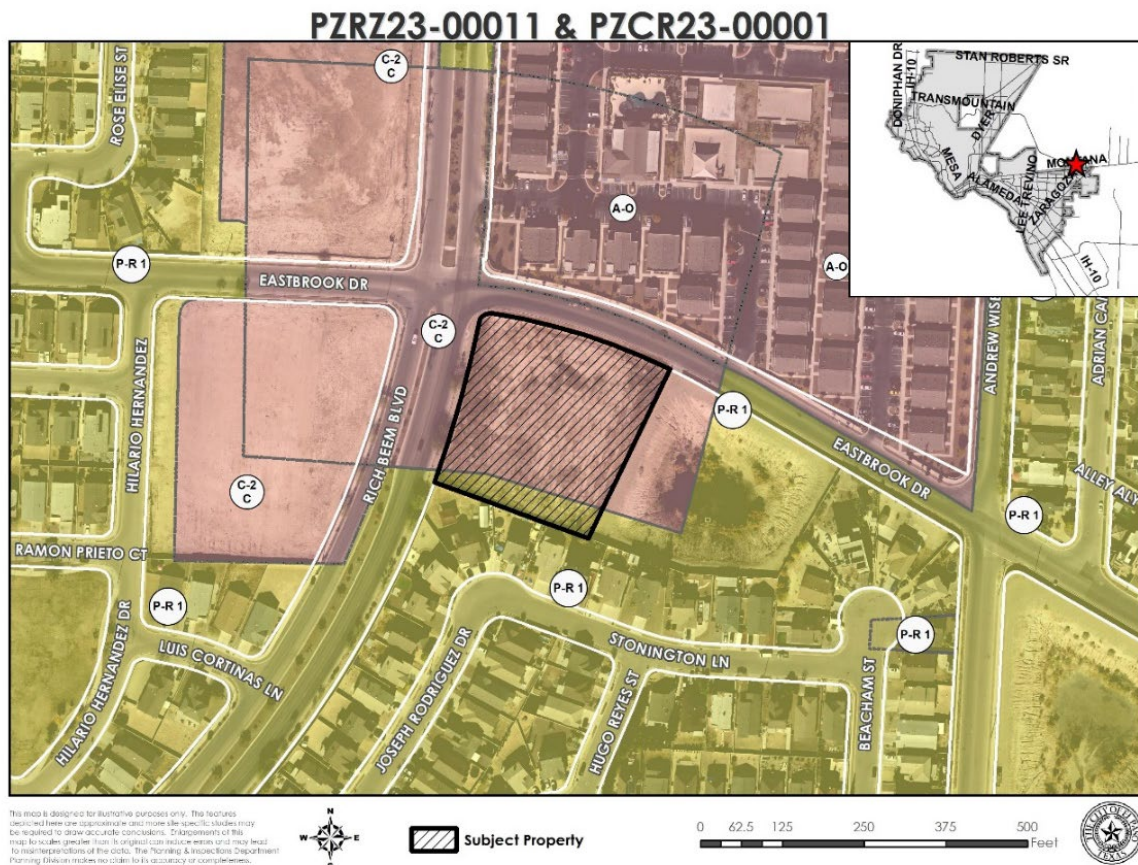 PZRZ23-00011 & PZCR23-00001
ROSE ELISE ST
C-2
C
STAN ROBERTS SR
DONIPHAN DR
IH-10
TRANSMOUNTAIN
DYER
MESA
MONTANA
ALAMEDA
LEE TREVINO
ZARAGOZA
IH-10
A-O
A-O
P-R 1
EASTBROOK DR
C-2
C
HILARIO HERNANDEZ
RICH BEEM BLVD
P-R 1
EASTBROOK DR
ANDREW WISE
ADRIAN CA
ALLEY ALV
C-2
C
P-R 1
RAMON PRIETO CT
P-R 1
P-R 1
P-R 1
HILARIO HERNANDEZ DR
LUIS CORTINAS LN
JOSEPH RODRIGUEZ DR
STONINGTON LN
HUGO REYES ST
BEACHAM ST
This map is designed for illustrative purposes only. The features
depicted here are approximate and more site-specific studies may
be required to draw accurate conclusions. Enlargements of this
map to scales greater than its original can induce errors and may lead
to misinterpretations of the data. The Planning & Inspections Department
Planning Division makes no claim to its accuracy or completeness.
N
W E
S
Subject Property
0 62.5 125 250 375 500
Feet